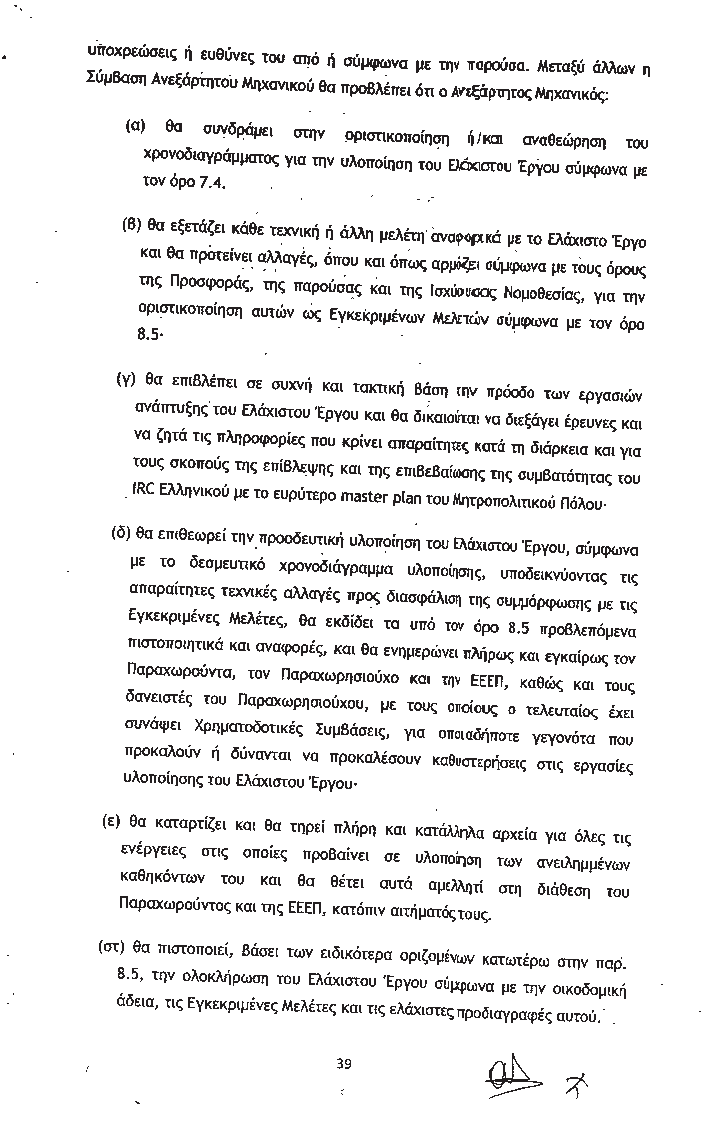 υποχρεώσεις ή ευθύνες του από ή σύμφωνα με την παρούσα. Μεταξύ άλλων η
Σύμβαση Ανεξάρτητου Μηχανικού θα προβλέπει ότι ο Ανεξάρτητος Μηχανικός:
(α) θα συνδράμει στην οριστικοποίηση ή/και αναθεώρηση του
χρονοδιαγράμματος για την υλοποίηση του Ελάχιστου Έργου σύμφωνα με
τον όρο 7.4.
(β) θα εξετάζει κάθε τεχνική ή άλλη μελέτη αναφορικά με το Ελάχιστο Έργο
και θα προτείνει αλλαγές, όπου και όπως αρμόζει σύμφωνα με τους όρους
της Προσφοράς, της παρούσας και της Ισχύουσας Νομοθεσίας, για την
οριστικοποίηση αυτών ως Εγκεκριμένων Μελετών σύμφωνα με τον όρο
8.5·
(γ) θα επιβλέπει σε συχνή και τακτική βάση την πρόοδο των εργασιών
ανάπτυξης του Ελάχιστου Έργου και θα δικαιούται να διεξάγει έρευνες και
να ζητά τις πληροφορίες που κρίνει απαραίτητες κατά τη διάρκεια και για
τους σκοπούς της επίβλεψης και της επιβεβαίωσης της συμβατότητας του
IRC Ελληνικού με το ευρύτερο master plan του Μητροπολιτικού Πόλου·
(δ) θα επιθεωρεί την προοδευτική υλοποίηση του Ελάχιστου Έργου, σύμφωνα
με το δεσμευτικό χρονοδιάγραμμα υλοποίησης, υποδεικνύοντας τις
απαραίτητες τεχνικές αλλαγές προς διασφάλιση της συμμόρφωσης με τις
Εγκεκριμένες Μελέτες, θα εκδίδει τα υπό τον όρο 8.5 προβλεπόμενα
πιστοποιητικά και αναφορές, και θα ενημερώνει πλήρως και εγκαίρως τον
Παραχωρούντα, τον Παραχωρησιούχο και την ΕΕΕΠ, καθώς και τους
δανειστές του Παραχωρησιούχου, με τους οποίους ο τελευταίος έχει
συνάψει Χρηματοδοτικές Συμβάσεις, για οποιαδήποτε γεγονότα που
προκαλούν ή δύνανται να προκαλέσουν καθυστερήσεις στις εργασίες
υλοποίησης του Ελάχιστου Έργου·
(ε) θα καταρτίζει και θα τηρεί πλήρη και κατάλληλα αρχεία για όλες τις
ενέργειες στις οποίες προβαίνει σε υλοποίηση των ανειλημμένων
καθηκόντων του και θα θέτει αυτά αμελλητί στη διάθεση του
Παραχωρούντος και της ΕΕΕΠ, κατόπιν αιτήματός τους.
(στ) θα πιστοποιεί, βάσει των ειδικότερα οριζομένων κατωτέρω στην παρ.
8.5, την ολοκλήρωση του Ελάχιστου Έργου σύμφωνα με την οικοδομική
άδεια, τις Εγκεκριμένες Μελέτες και τις ελάχιστες προδιαγραφές αυτού.
39